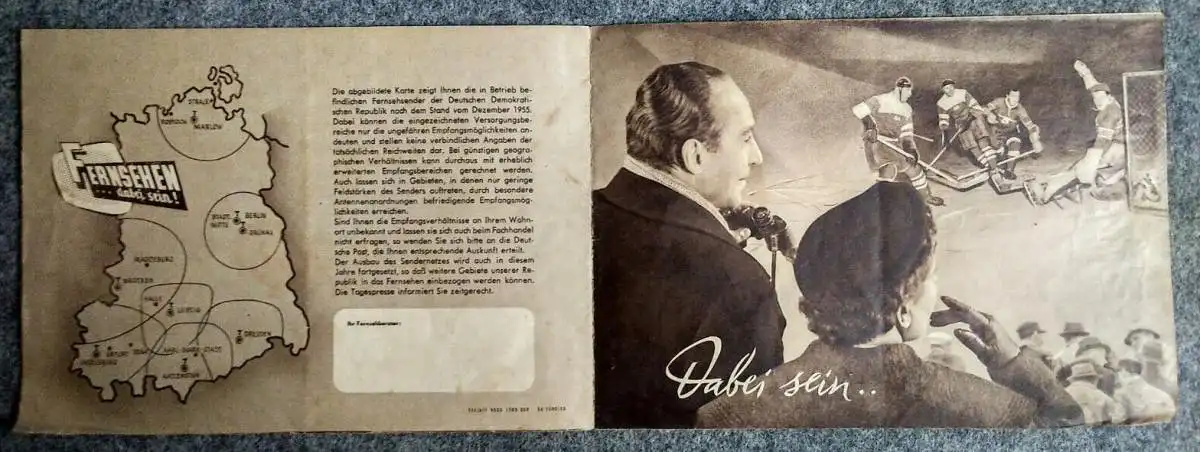 STRALS
ROSTOCK MARLOW
FERNSEHEN
... dabei sein!
STADT-
MITTE
BERLIN
GRÜNAU
MAGDEBURG
BROCKEN
HALLE
LEIPZIG
DRESDEN
INSELSBERG
ERFURT
KARL-MARX-STADT
KATZENSTEIN
Die abgebildete Karte zeigt Ihnen die in Betrieb be-
findlichen Fernsehsender der Deutschen Demokrati-
schen Republik nach dem Stand vom Dezember 1955.
Dabei können die eingezeichneten Versorgungsbe-
reiche nur die ungefähren Empfangsmöglichkeiten an-
deuten und stellen keine verbindlichen Angaben der
tatsächlichen Reichweiten dar. Bei günstigen geogra-
phischen Verhältnissen kann durchaus mit erheblich
erweiterten Empfangsbereichen gerechnet werden.
Auch lassen sich in Gebieten, in denen nur geringe
Feldstärken des Senders auftreten, durch besondere
Antennenanordnungen befriedigende Empfangsmög-
lichkeiten erreichen.
Sind Ihnen die Empfangsverhältnisse an Ihrem Wohn-
ort unbekannt und lassen sie sich auch beim Fachhandel
nicht erfragen, so wenden Sie sich bitte an die Deut-
sche Post, die Ihnen entsprechende Auskunft erteilt.
Der Ausbau des Sendernetzes wird auch in diesem
Jahre fortgesetzt, so daß weitere Gebiete unserer Re-
publik in das Fernsehen einbezogen werden können.
Die Tagespresse informiert Sie zeitgerecht.
Ihr Fernsehberater:
Dabei sein..